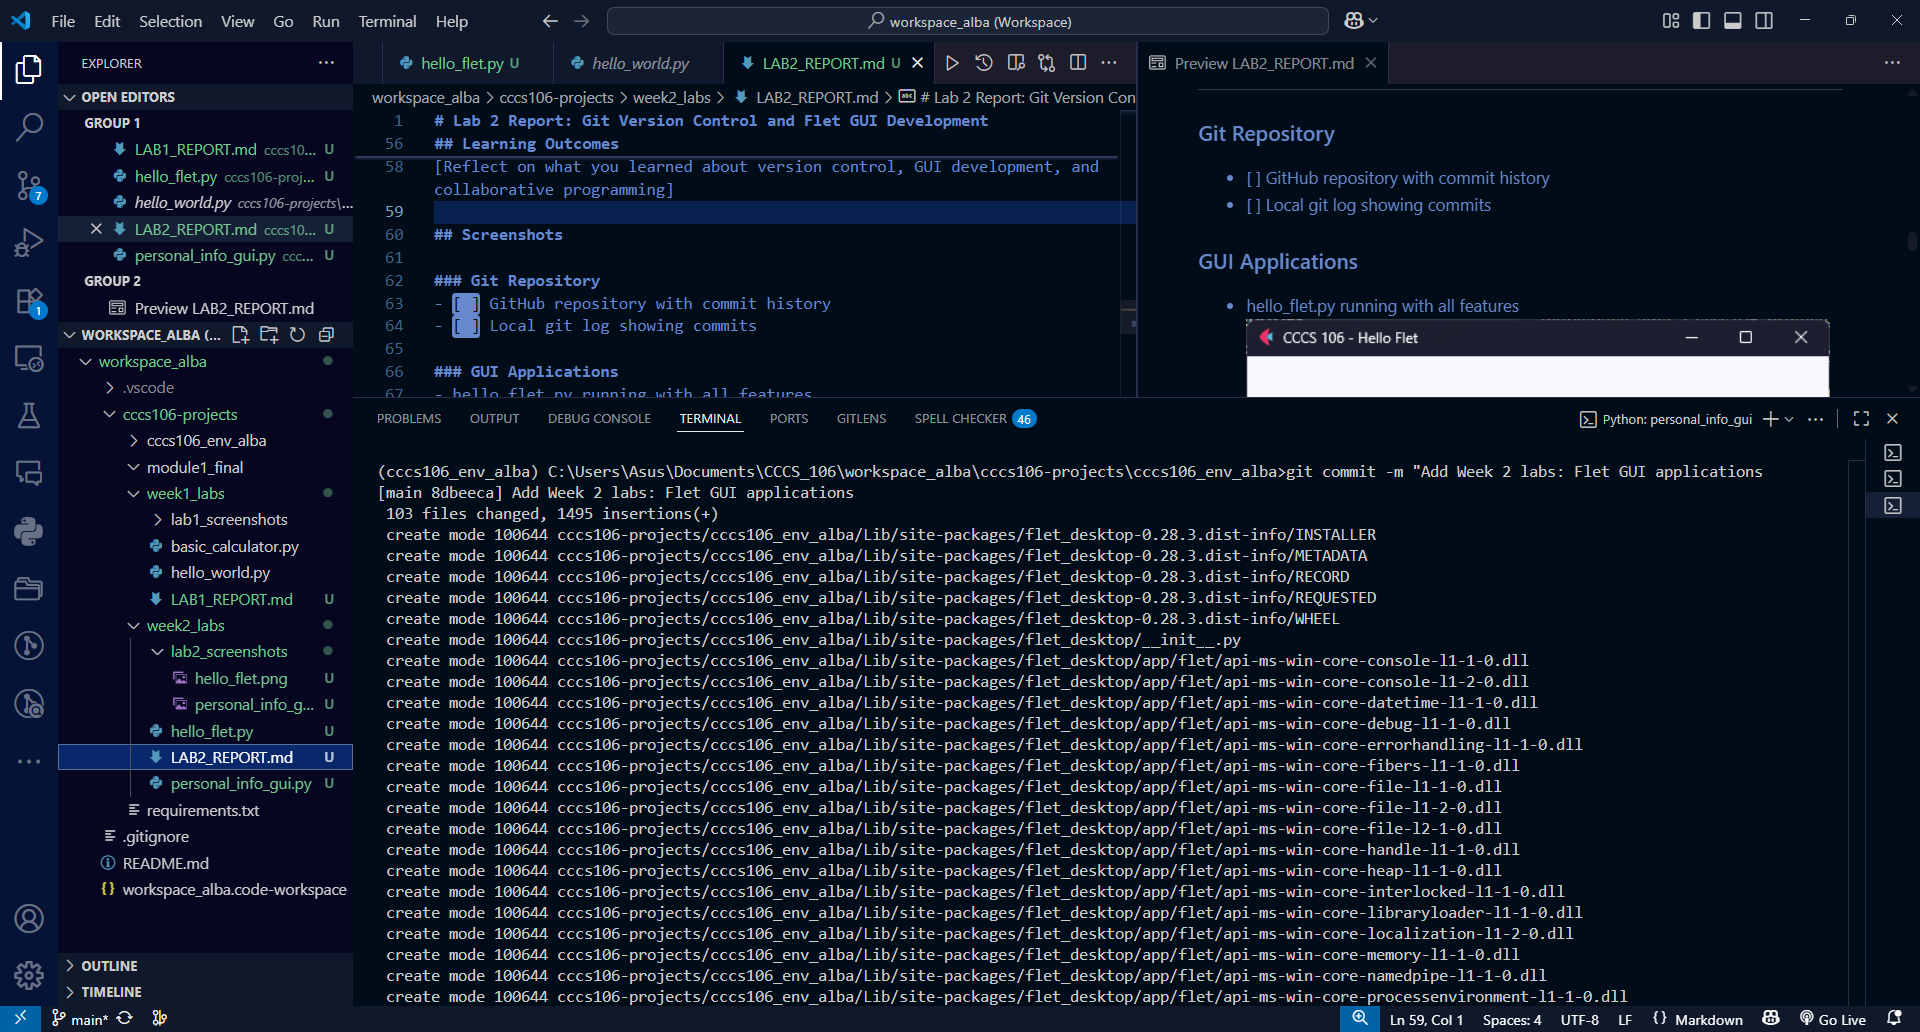 File Edit Selection View Go Run Terminal Help
workspace_alba (Workspace)
EXPLORER
OPEN EDITORS
GROUP 1
LAB1_REPORT.md cccs10... U
hello_flet.py cccs106-proj... U
hello_world.py cccs106-projects\...
LAB2_REPORT.md cccs10... U
personal_info_gui.py ccc... U
GROUP 2
Preview LAB2_REPORT.md
WORKSPACE_ALBA (...
workspace_alba
.vscode
cccs106-projects
cccs106_env_alba
module1_final
week1_labs
lab1_screenshots
basic_calculator.py
hello_world.py
LAB1_REPORT.md U
week2_labs
lab2_screenshots
hello_flet.png U
personal_info_g... U
hello_flet.py U
LAB2_REPORT.md U
personal_info_gui.py U
requirements.txt
.gitignore
README.md
workspace_alba.code-workspace
OUTLINE
TIMELINE
7
1
hello_flet.py U
hello_world.py
LAB2_REPORT.md U
workspace_alba > cccs106-projects > week2_labs > LAB2_REPORT.md > # Lab 2 Report: Git Version Con
1 # Lab 2 Report: Git Version Control and Flet GUI Development
56 ## Learning Outcomes
58 [Reflect on what you learned about version control, GUI development, and
collaborative programming]
59
60 ## Screenshots
61
62 ### Git Repository
63 - [ ] GitHub repository with commit history
64 - [ ] Local git log showing commits
65
66 ### GUI Applications
67 - hello_flet.py running with all features
Preview LAB2_REPORT.md
Git Repository
• [ ] GitHub repository with commit history
• [ ] Local git log showing commits
GUI Applications
• hello_flet.py running with all features
CCCS 106 - Hello Flet
PROBLEMS OUTPUT DEBUG CONSOLE TERMINAL PORTS GITLENS SPELL CHECKER 46
Python: personal_info_gui
(cccs106_env_alba) C:\Users\Asus\Documents\CCCS_106\workspace_alba\cccs106-projects\cccs106_env_alba>git commit -m "Add Week 2 labs: Flet GUI applications
[main 8dbeeca] Add Week 2 labs: Flet GUI applications
103 files changed, 1495 insertions(+)
create mode 100644 cccs106-projects/cccs106_env_alba/Lib/site-packages/flet_desktop-0.28.3.dist-info/INSTALLER
create mode 100644 cccs106-projects/cccs106_env_alba/Lib/site-packages/flet_desktop-0.28.3.dist-info/METADATA
create mode 100644 cccs106-projects/cccs106_env_alba/Lib/site-packages/flet_desktop-0.28.3.dist-info/RECORD
create mode 100644 cccs106-projects/cccs106_env_alba/Lib/site-packages/flet_desktop-0.28.3.dist-info/REQUESTED
create mode 100644 cccs106-projects/cccs106_env_alba/Lib/site-packages/flet_desktop-0.28.3.dist-info/WHEEL
create mode 100644 cccs106-projects/cccs106_env_alba/Lib/site-packages/flet_desktop/__init__.py
create mode 100644 cccs106-projects/cccs106_env_alba/Lib/site-packages/flet_desktop/app/flet/api-ms-win-core-console-l1-1-0.dll
create mode 100644 cccs106-projects/cccs106_env_alba/Lib/site-packages/flet_desktop/app/flet/api-ms-win-core-console-l1-2-0.dll
create mode 100644 cccs106-projects/cccs106_env_alba/Lib/site-packages/flet_desktop/app/flet/api-ms-win-core-datetime-l1-1-0.dll
create mode 100644 cccs106-projects/cccs106_env_alba/Lib/site-packages/flet_desktop/app/flet/api-ms-win-core-debug-l1-1-0.dll
create mode 100644 cccs106-projects/cccs106_env_alba/Lib/site-packages/flet_desktop/app/flet/api-ms-win-core-errorhandling-l1-1-0.dll
create mode 100644 cccs106-projects/cccs106_env_alba/Lib/site-packages/flet_desktop/app/flet/api-ms-win-core-fibers-l1-1-0.dll
create mode 100644 cccs106-projects/cccs106_env_alba/Lib/site-packages/flet_desktop/app/flet/api-ms-win-core-file-l1-1-0.dll
create mode 100644 cccs106-projects/cccs106_env_alba/Lib/site-packages/flet_desktop/app/flet/api-ms-win-core-file-l1-2-0.dll
create mode 100644 cccs106-projects/cccs106_env_alba/Lib/site-packages/flet_desktop/app/flet/api-ms-win-core-file-l2-1-0.dll
create mode 100644 cccs106-projects/cccs106_env_alba/Lib/site-packages/flet_desktop/app/flet/api-ms-win-core-handle-l1-1-0.dll
create mode 100644 cccs106-projects/cccs106_env_alba/Lib/site-packages/flet_desktop/app/flet/api-ms-win-core-heap-l1-1-0.dll
create mode 100644 cccs106-projects/cccs106_env_alba/Lib/site-packages/flet_desktop/app/flet/api-ms-win-core-interlocked-l1-1-0.dll
create mode 100644 cccs106-projects/cccs106_env_alba/Lib/site-packages/flet_desktop/app/flet/api-ms-win-core-libraryloader-l1-1-0.dll
create mode 100644 cccs106-projects/cccs106_env_alba/Lib/site-packages/flet_desktop/app/flet/api-ms-win-core-localization-l1-2-0.dll
create mode 100644 cccs106-projects/cccs106_env_alba/Lib/site-packages/flet_desktop/app/flet/api-ms-win-core-memory-l1-1-0.dll
create mode 100644 cccs106-projects/cccs106_env_alba/Lib/site-packages/flet_desktop/app/flet/api-ms-win-core-namedpipe-l1-1-0.dll
create mode 100644 cccs106-projects/cccs106_env_alba/Lib/site-packages/flet_desktop/app/flet/api-ms-win-core-processenvironment-l1-1-0.dll
main* Ln 59, Col 1 Spaces: 4 UTF-8 LF {} Markdown Go Live